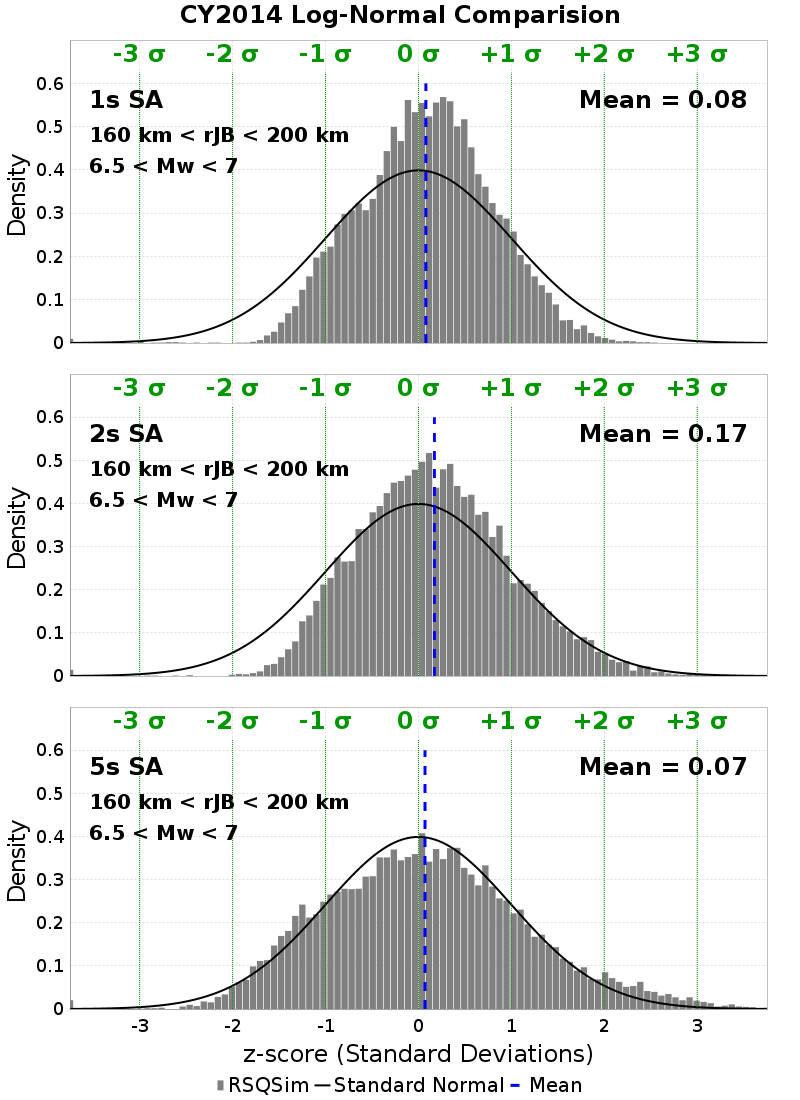 CY2014 Log-Normal Comparision
-3 σ -2 σ -1 σ 0 σ +1 σ +2 σ +3 σ
1s SA Mean = 0.08
160 km < rJB < 200 km
6.5 < Mw < 7
Density
0.6
0.5
0.4
0.3
0.2
0.1
0
-3 σ -2 σ -1 σ 0 σ +1 σ +2 σ +3 σ
2s SA Mean = 0.17
160 km < rJB < 200 km
6.5 < Mw < 7
Density
0.6
0.5
0.4
0.3
0.2
0.1
0
-3 σ -2 σ -1 σ 0 σ +1 σ +2 σ +3 σ
5s SA Mean = 0.07
160 km < rJB < 200 km
6.5 < Mw < 7
Density
0.6
0.5
0.4
0.3
0.2
0.1
0
-3 -2 -1 0 1 2 3
z-score (Standard Deviations)
RSQSim Standard Normal Mean